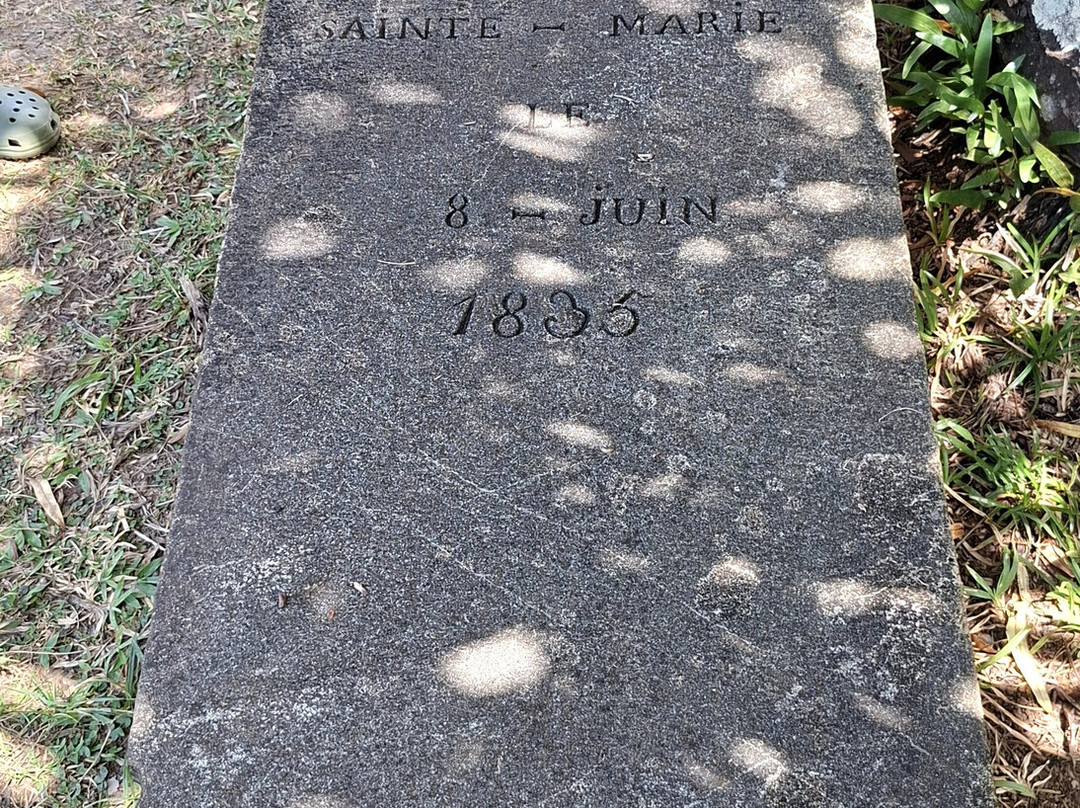 SAINTE - MARIE
LE
8 - JUIN
1835